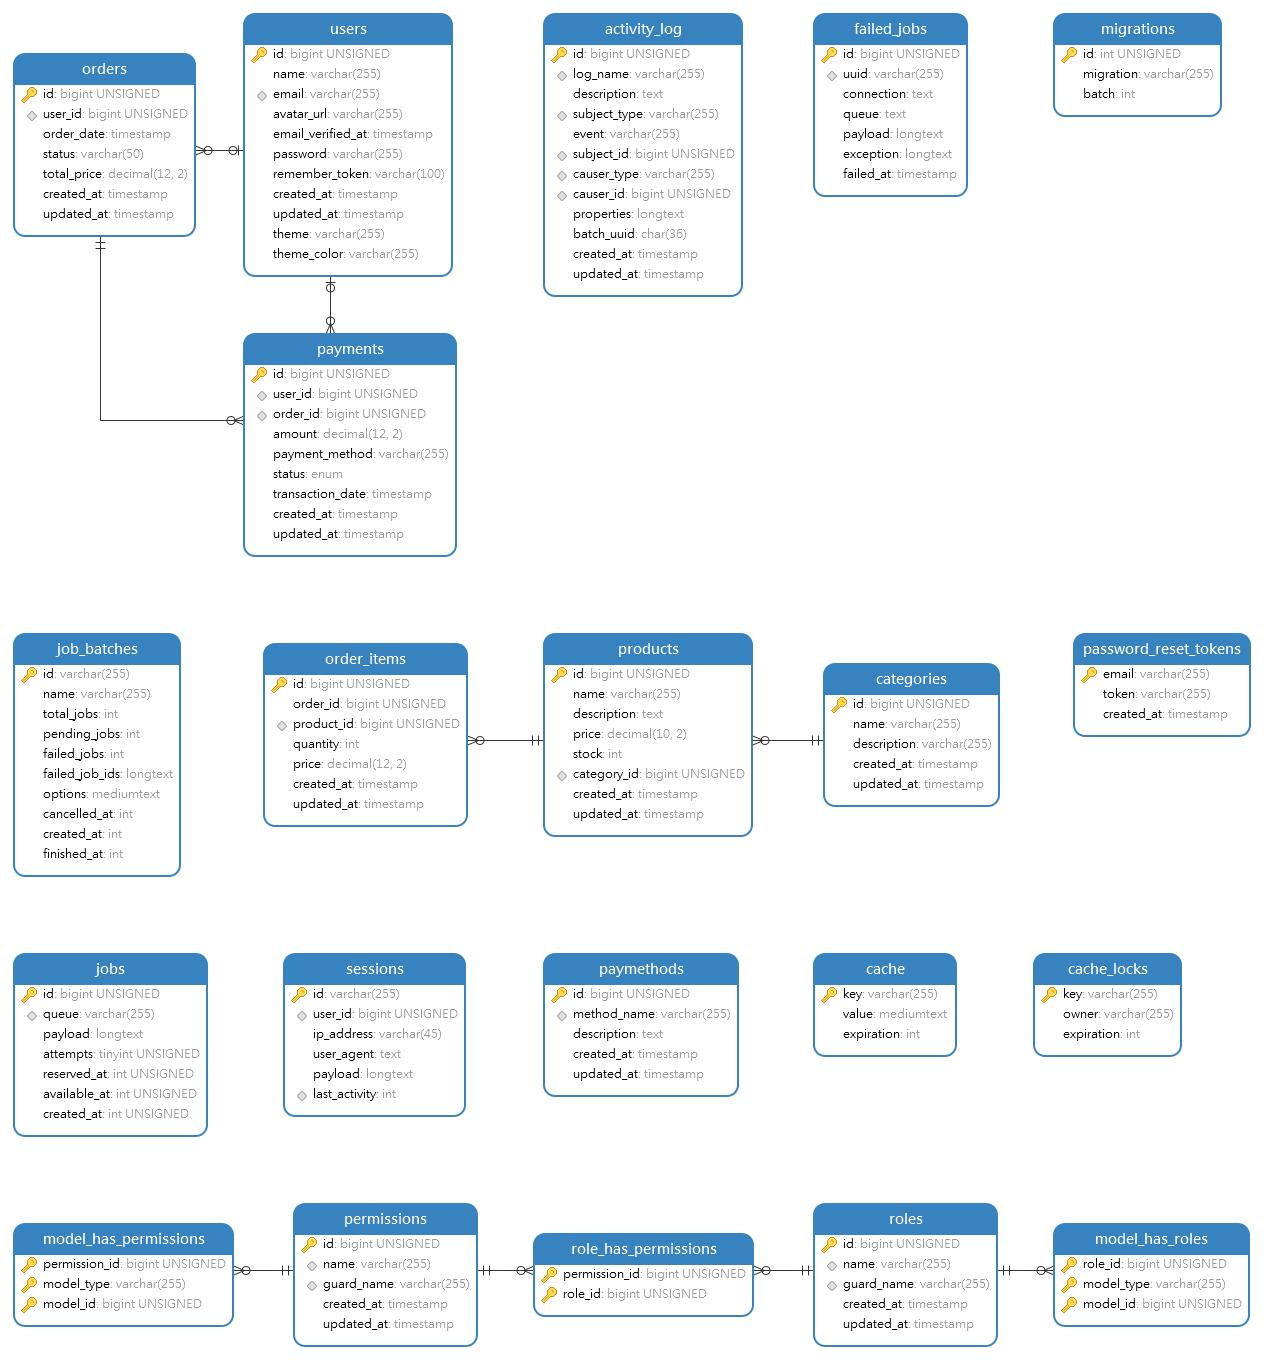 orders
id: bigint UNSIGNED
user_id: bigint UNSIGNED
order_date: timestamp
status: varchar(50)
total_price: decimal(12, 2)
created_at: timestamp
updated_at: timestamp
users
id: bigint UNSIGNED
name: varchar(255)
email: varchar(255)
avatar_url: varchar(255)
email_verified_at: timestamp
password: varchar(255)
remember_token: varchar(100)
created_at: timestamp
updated_at: timestamp
theme: varchar(255)
theme_color: varchar(255)
activity_log
id: bigint UNSIGNED
log_name: varchar(255)
description: text
subject_type: varchar(255)
event: varchar(255)
subject_id: bigint UNSIGNED
causer_type: varchar(255)
causer_id: bigint UNSIGNED
properties: longtext
batch_uuid: char(36)
created_at: timestamp
updated_at: timestamp
failed_jobs
id: bigint UNSIGNED
uuid: varchar(255)
connection: text
queue: text
payload: longtext
exception: longtext
failed_at: timestamp
migrations
id: int UNSIGNED
migration: varchar(255)
batch: int
payments
id: bigint UNSIGNED
user_id: bigint UNSIGNED
order_id: bigint UNSIGNED
amount: decimal(12, 2)
payment_method: varchar(255)
status: enum
transaction_date: timestamp
created_at: timestamp
updated_at: timestamp
job_batches
id: varchar(255)
name: varchar(255)
total_jobs: int
pending_jobs: int
failed_jobs: int
failed_job_ids: longtext
options: mediumtext
cancelled_at: int
created_at: int
finished_at: int
order_items
id: bigint UNSIGNED
order_id: bigint UNSIGNED
product_id: bigint UNSIGNED
quantity: int
price: decimal(12, 2)
created_at: timestamp
updated_at: timestamp
products
id: bigint UNSIGNED
name: varchar(255)
description: text
price: decimal(10, 2)
stock: int
category_id: bigint UNSIGNED
created_at: timestamp
updated_at: timestamp
categories
id: bigint UNSIGNED
name: varchar(255)
description: varchar(255)
created_at: timestamp
updated_at: timestamp
password_reset_tokens
email: varchar(255)
token: varchar(255)
created_at: timestamp
jobs
id: bigint UNSIGNED
queue: varchar(255)
payload: longtext
attempts: tinyint UNSIGNED
reserved_at: int UNSIGNED
available_at: int UNSIGNED
created_at: int UNSIGNED
sessions
id: varchar(255)
user_id: bigint UNSIGNED
ip_address: varchar(45)
user_agent: text
payload: longtext
last_activity: int
paymethods
id: bigint UNSIGNED
method_name: varchar(255)
description: text
created_at: timestamp
updated_at: timestamp
cache
key: varchar(255)
value: mediumtext
expiration: int
cache_locks
key: varchar(255)
owner: varchar(255)
expiration: int
model_has_permissions
permission_id: bigint UNSIGNED
model_type: varchar(255)
model_id: bigint UNSIGNED
permissions
id: bigint UNSIGNED
name: varchar(255)
guard_name: varchar(255)
created_at: timestamp
updated_at: timestamp
role_has_permissions
permission_id: bigint UNSIGNED
role_id: bigint UNSIGNED
roles
id: bigint UNSIGNED
name: varchar(255)
guard_name: varchar(255)
created_at: timestamp
updated_at: timestamp
model_has_roles
role_id: bigint UNSIGNED
model_type: varchar(255)
model_id: bigint UNSIGNED